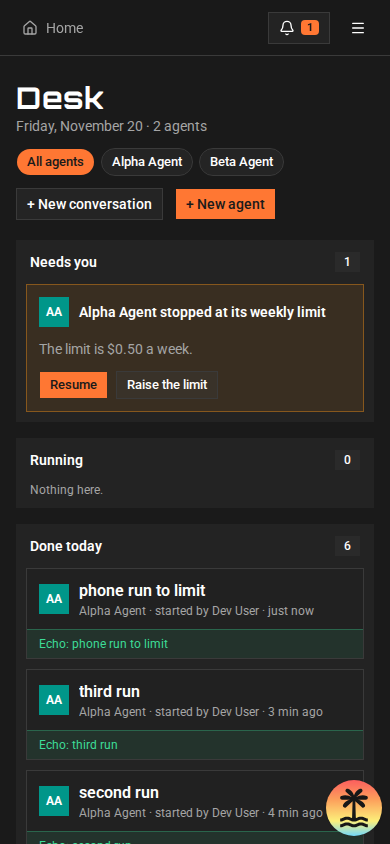 Home
1
Desk
Friday, November 20 · 2 agents
All agents
Alpha Agent
Beta Agent
+ New conversation
+ New agent
Needs you
1
AA
Alpha Agent stopped at its weekly limit
The limit is $0.50 a week.
Resume
Raise the limit
Running
0
Nothing here.
Done today
6
AA
phone run to limit
Alpha Agent · started by Dev User · just now
Echo: phone run to limit
AA
third run
Alpha Agent · started by Dev User · 3 min ago
Echo: third run
AA
second run
Alpha Agent · started by Dev User · 4 min ago
Echo: second run